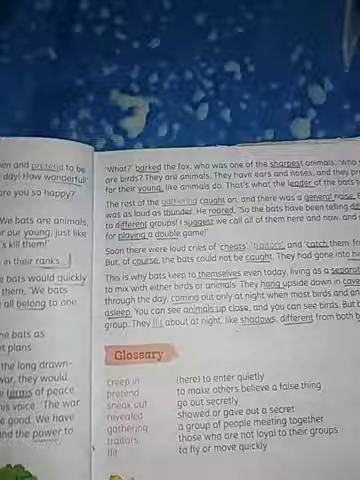 en and pretend to be
day! How wonderful'
are you so happy?'
We bats are animals,
or our young, just like
's kill them!'
in their ranks.
e bats would quickly
them, 'We bats
all belong to one
he bats as
t plans.
the long drawn-
war, they would
e terms of peace
his voice. 'The war
e good. We have
nd the power to
'What?' barked the fox, who was one of the sharpest animals. 'Who
are birds? They are animals. They have ears and noses, and they pr
for their young, like animals do. That's what the leader of the bats t
The rest of the gathering caught on, and there was a general noise.
was as loud as thunder. He roared, 'So the bats have been telling
to different groups! I suggest we call all of them here and now, and
for playing a double game!'
Soon there were loud cries of 'cheats', 'traitors', and 'catch them
But, of course, the bats could not be caught. They had gone into
This is why bats keep to themselves even today, living as a separat
to mix with either birds or animals. They hang upside down in cave
through the day, coming out only at night when most birds and an
asleep. You can see animals up close, and you can see birds. But b
group. They flit about at night, like shadows, different from both b
Glossary
creep in (here) to enter quietly
pretend to make others believe a false thing
sneak out go out secretly
revealed showed or gave out a secret
gathering a group of people meeting together
traitors those who are not loyal to their groups
flit to fly or move quickly